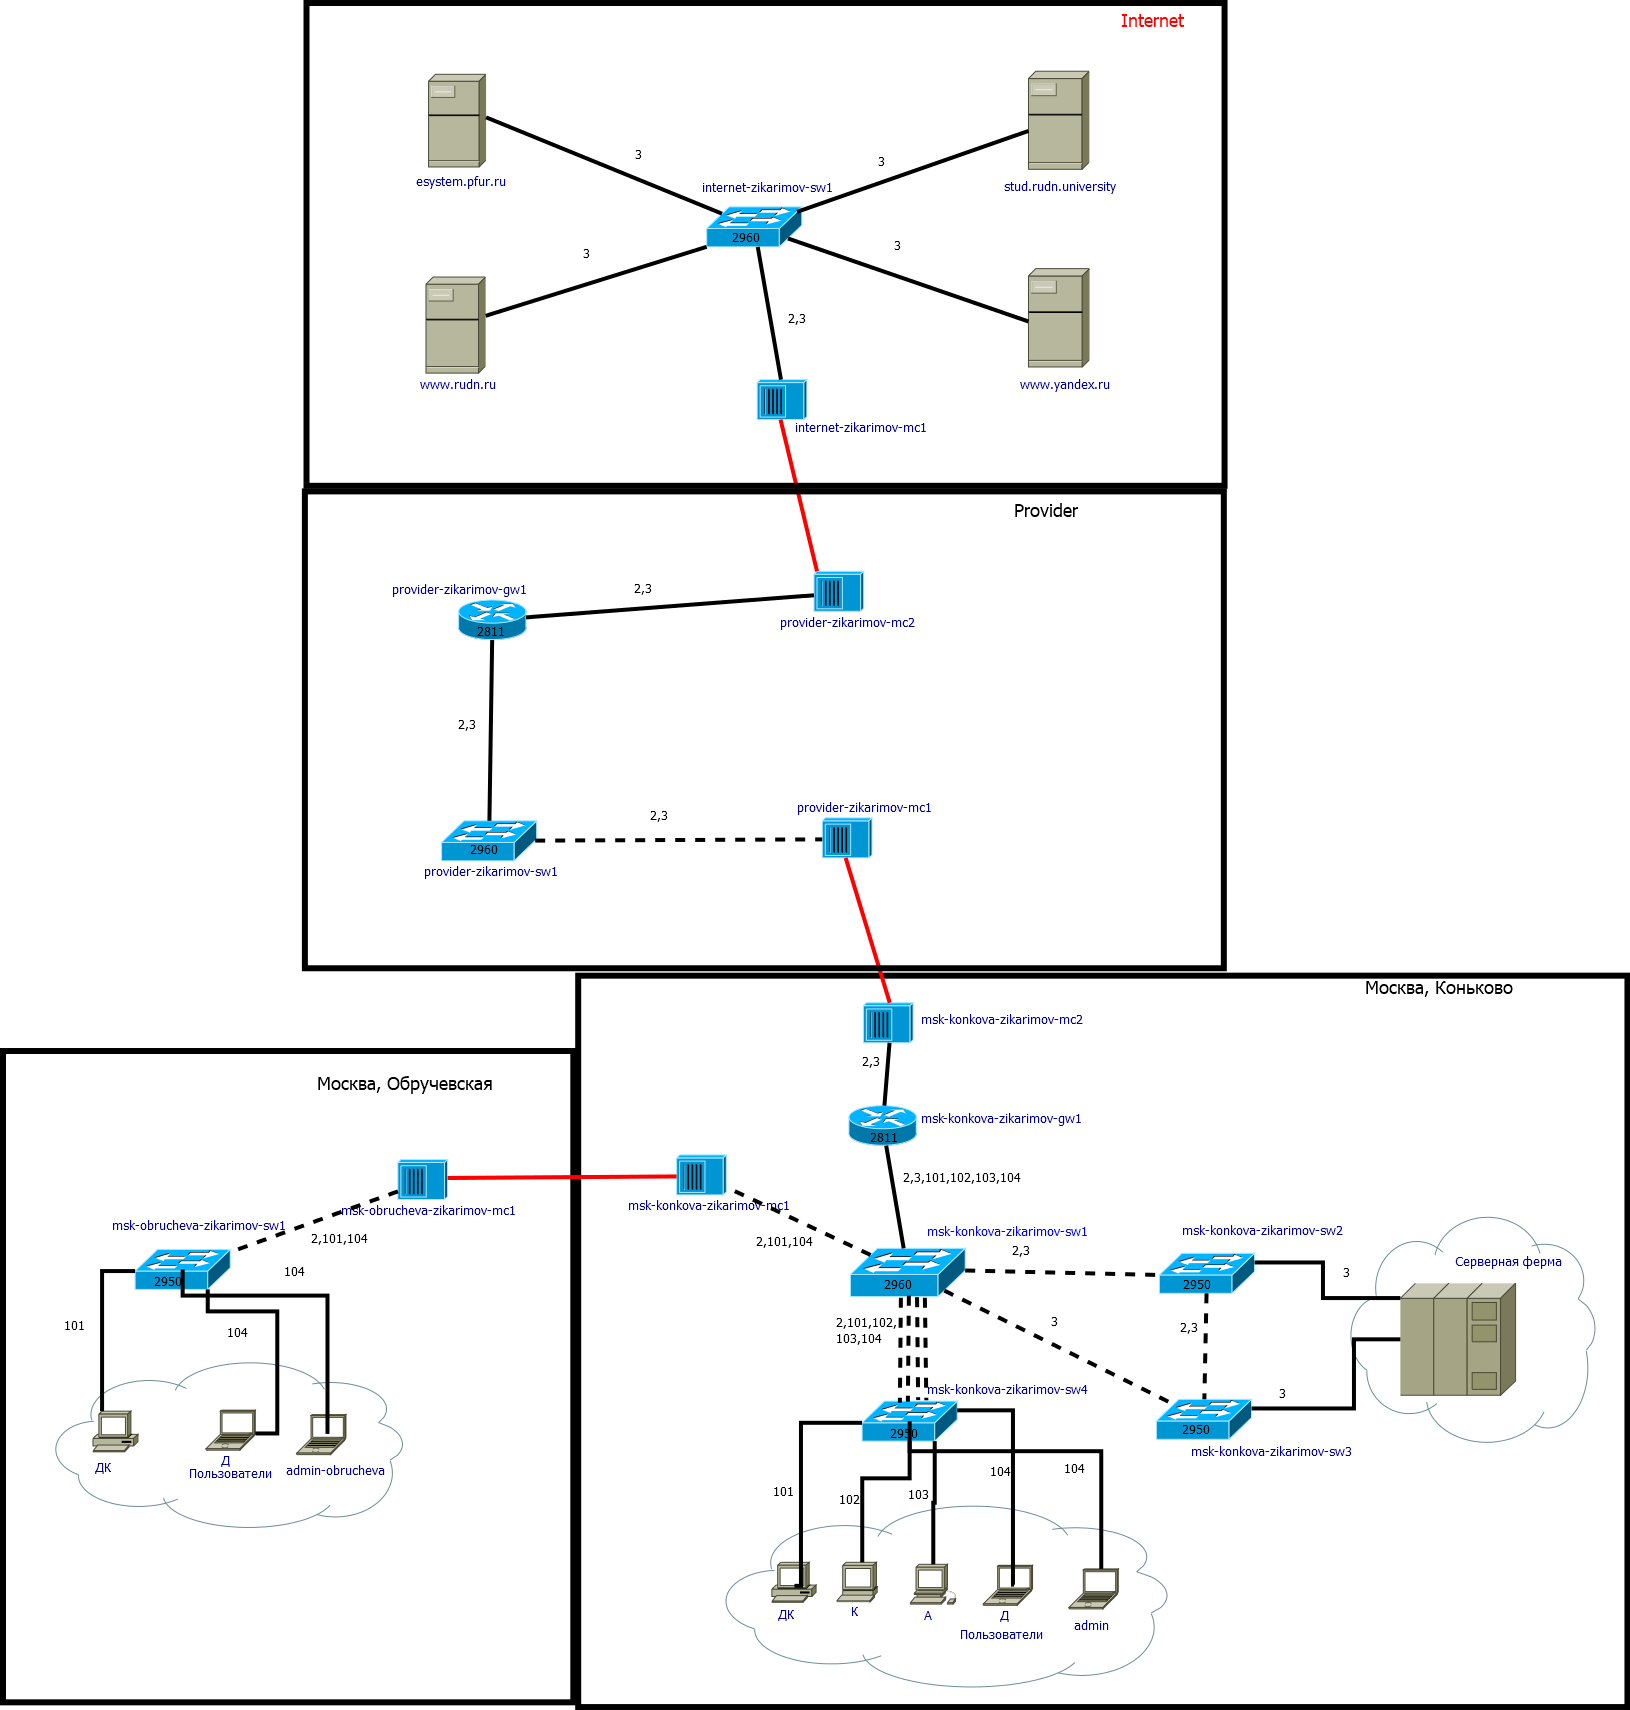 Internet
esystem.pfur.ru
3
internet-zikarimov-sw1
3
stud.rudn.university
2960
3
3
www.rudn.ru
2,3
www.yandex.ru
internet-zikarimov-mc1
Provider
provider-zikarimov-gw1
2811
2,3
provider-zikarimov-mc2
2,3
2960
provider-zikarimov-sw1
2,3
provider-zikarimov-mc1
Москва, Коньково
msk-konkova-zikarimov-mc2
2,3
msk-konkova-zikarimov-gw1
2811
2,3,101,102,103,104
Москва, Обручевская
msk-obrucheva-zikarimov-mc1
msk-obrucheva-zikarimov-sw1
2,101,104
2950
104
101
104
ДК
Д
Пользователи
admin-obrucheva
msk-konkova-zikarimov-mc1
2,101,104
msk-konkova-zikarimov-sw1
2960
2,3
msk-konkova-zikarimov-sw2
2950
3
Серверная ферма
2,101,102,
103,104
3
2,3
msk-konkova-zikarimov-sw4
2950
3
2950
msk-konkova-zikarimov-sw3
101
102
103
104
104
ДК
К
А
Д
Пользователи
admin